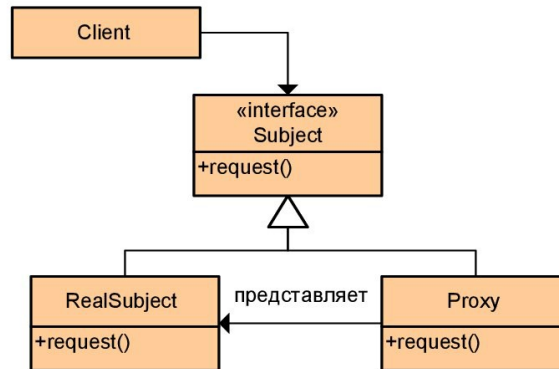 Client
«interface»
Subject
+request()
RealSubject
+request()
представляет
Proxy
+request()